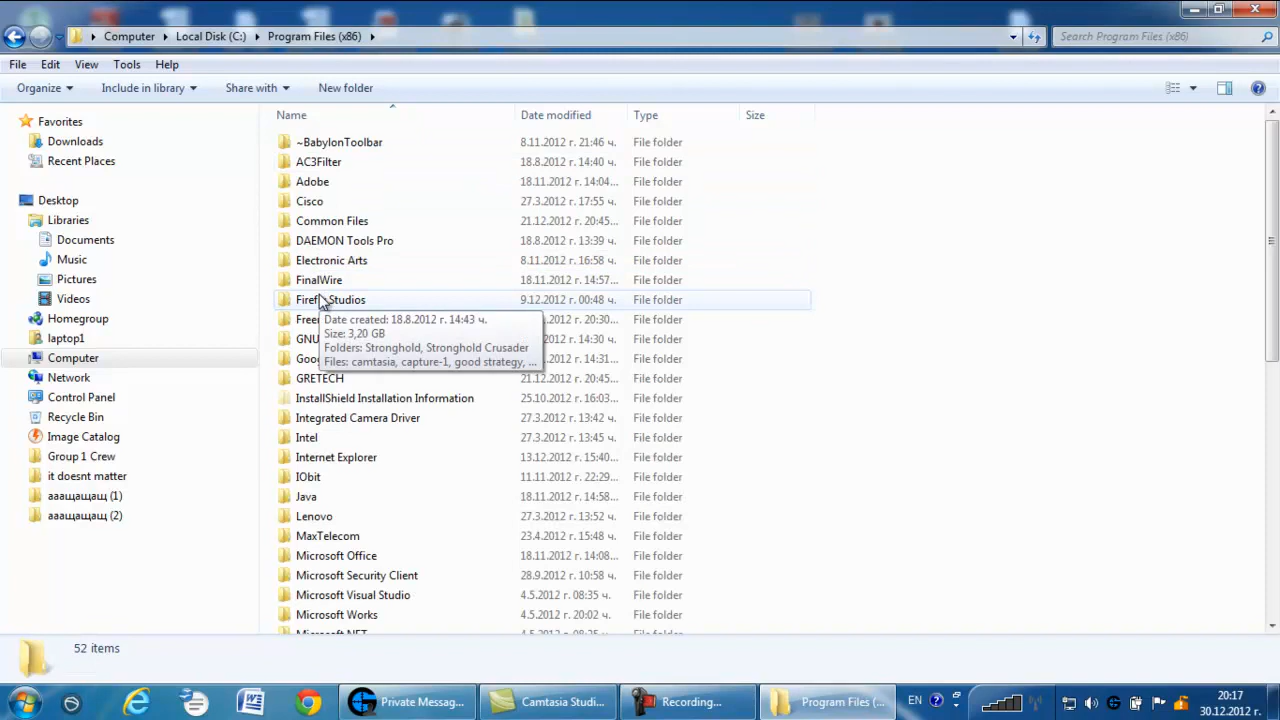 Computer Local Disk (C:) Program Files (x86) Search Program Files (x86)
File Edit View Tools Help
Organize Include in library Share with New folder
Name Date modified Type Size
Favorites
Downloads
Recent Places
Desktop
Libraries
Documents
Music
Pictures
Videos
Homegroup
laptop1
Computer
Network
Control Panel
Recycle Bin
Image Catalog
Group 1 Crew
it doesnt matter
аващащ (1)
аващащ (2)
~BabylonToolbar 8.11.2012 г. 21:46 ч. File folder
AC3Filter 18.8.2012 г. 14:40 ч. File folder
Adobe 18.11.2012 г. 14:04... File folder
Cisco 27.3.2012 г. 17:55 ч. File folder
Common Files 21.12.2012 г. 20:45... File folder
DAEMON Tools Pro 18.8.2012 г. 13:39 ч. File folder
Electronic Arts 8.11.2012 г. 16:58 ч. File folder
FinalWire 18.11.2012 г. 14:57... File folder
Firefly Studios 9.12.2012 г. 00:48 ч. File folder
Free 20:30... File folder
GNU 14:30 ч. File folder
Goo 14:31... File folder
Date created: 18.8.2012 г. 14:43 ч.
Size: 3,20 GB
Folders: Stronghold, Stronghold Crusader
Files: camtasia, capture-1, good strategy, ...
GRETECH 21.12.2012 г. 20:45... File folder
InstallShield Installation Information 25.10.2012 г. 16:03... File folder
Integrated Camera Driver 27.3.2012 г. 13:42 ч. File folder
Intel 27.3.2012 г. 13:45 ч. File folder
Internet Explorer 13.12.2012 г. 15:40... File folder
IObit 11.11.2012 г. 22:29... File folder
Java 18.11.2012 г. 14:58... File folder
Lenovo 27.3.2012 г. 13:52 ч. File folder
MaxTelecom 23.4.2012 г. 15:48 ч. File folder
Microsoft Office 18.11.2012 г. 14:08... File folder
Microsoft Security Client 28.9.2012 г. 10:58 ч. File folder
Microsoft Visual Studio 4.5.2012 г. 08:35 ч. File folder
Microsoft Works 4.5.2012 г. 20:02 ч. File folder
Microsoft.NET 4.5.2012 г. 08:35 ч. File folder
52 items
Private Messag... Camtasia Studi... Recording... Program Files (... EN 20:17
30.12.2012 г.